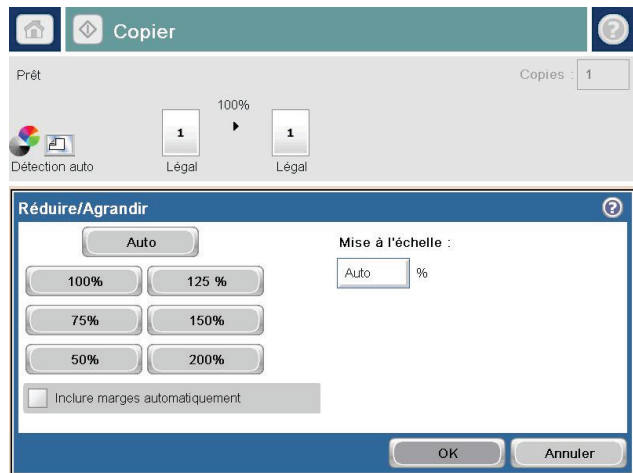 Copier
Prêt
Copies : 1
100%
1 1
Détection auto Légal Légal
Réduire/Agrandir
Auto
Mise à l'échelle :
100% 125 %
Auto %
75% 150%
50% 200%
Inclure marges automatiquement
OK Annuler